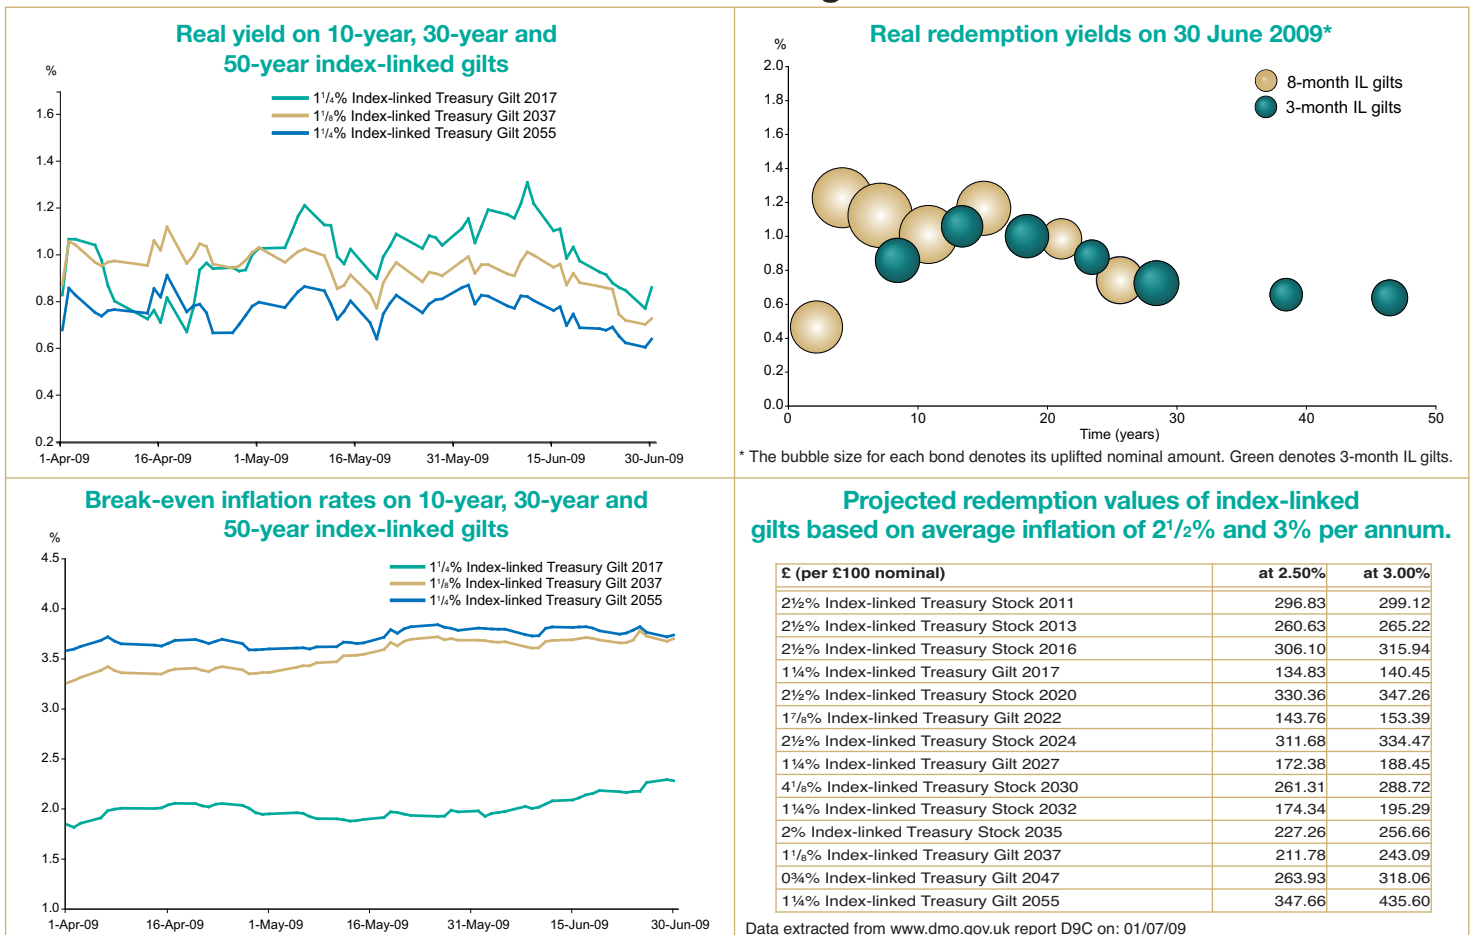 Real yield on 10-year, 30-year and
50-year index-linked gilts
%
1¹/₄% Index-linked Treasury Gilt 2017
1¹/₈% Index-linked Treasury Gilt 2037
1¹/₄% Index-linked Treasury Gilt 2055
1.6
1.4
1.2
1.0
0.8
0.6
0.4
0.2
1-Apr-09 16-Apr-09 1-May-09 16-May-09 31-May-09 15-Jun-09 30-Jun-09
Real redemption yields on 30 June 2009*
%
8-month IL gilts
3-month IL gilts
2.0
1.8
1.6
1.4
1.2
1.0
0.8
0.6
0.4
0.2
0.0
0 10 20 30 40 50
Time (years)
* The bubble size for each bond denotes its uplifted nominal amount. Green denotes 3-month IL gilts.
Break-even inflation rates on 10-year, 30-year and
50-year index-linked gilts
%
1¹/₄% Index-linked Treasury Gilt 2017
1¹/₈% Index-linked Treasury Gilt 2037
1¹/₄% Index-linked Treasury Gilt 2055
4.5
4.0
3.5
3.0
2.5
2.0
1.5
1.0
1-Apr-09 16-Apr-09 1-May-09 16-May-09 31-May-09 15-Jun-09 30-Jun-09
Projected redemption values of index-linked
gilts based on average inflation of 2¹/₂% and 3% per annum.
£ (per £100 nominal) at 2.50% at 3.00%
2½% Index-linked Treasury Stock 2011 296.83 299.12
2½% Index-linked Treasury Stock 2013 260.63 265.22
2½% Index-linked Treasury Stock 2016 306.10 315.94
1¼% Index-linked Treasury Gilt 2017 134.83 140.45
2½% Index-linked Treasury Stock 2020 330.36 347.26
1⁷/₈% Index-linked Treasury Gilt 2022 143.76 153.39
2½% Index-linked Treasury Stock 2024 311.68 334.47
1¼% Index-linked Treasury Gilt 2027 172.38 188.45
4¹/₈% Index-linked Treasury Stock 2030 261.31 288.72
1¼% Index-linked Treasury Stock 2032 174.34 195.29
2% Index-linked Treasury Stock 2035 227.26 256.66
1¹/₈% Index-linked Treasury Gilt 2037 211.78 243.09
0¾% Index-linked Treasury Gilt 2047 263.93 318.06
1¼% Index-linked Treasury Gilt 2055 347.66 435.60
Data extracted from www.dmo.gov.uk report D9C on: 01/07/09